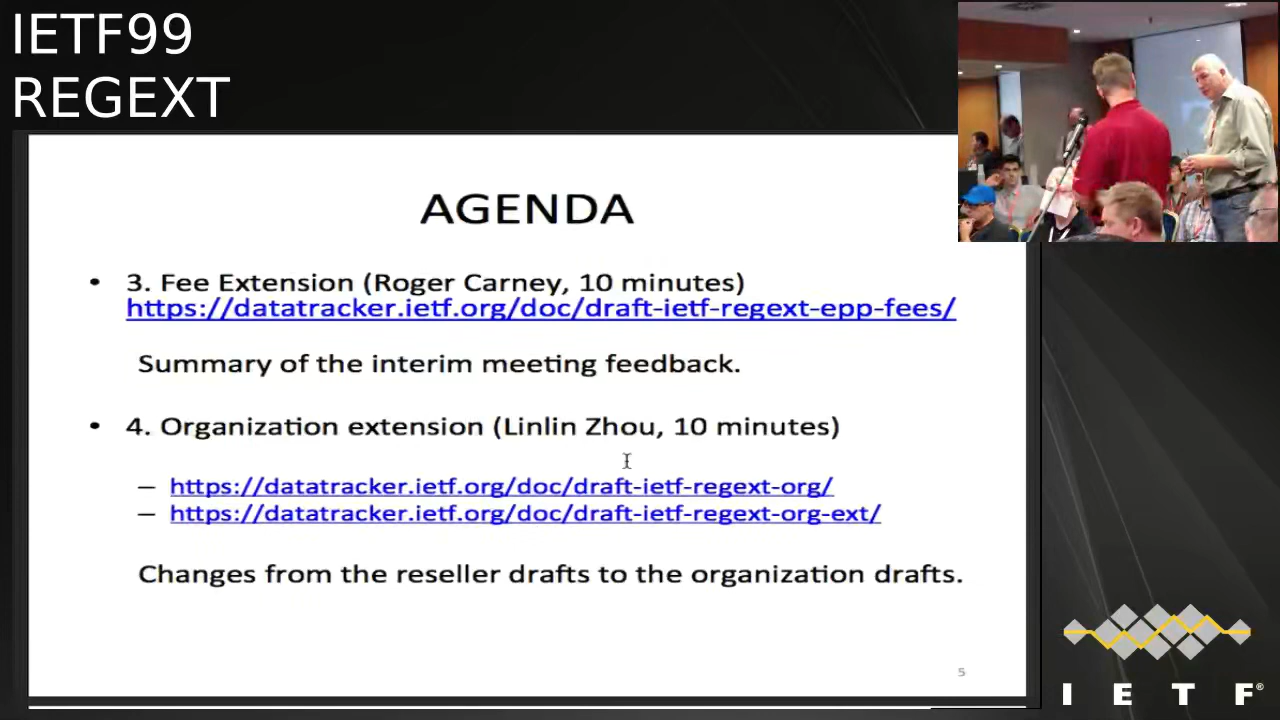 IETF99
REGEXT
AGENDA
• 3. Fee Extension (Roger Carney, 10 minutes)
https://datatracker.ietf.org/doc/draft-ietf-regext-epp-fees/
Summary of the interim meeting feedback.
• 4. Organization extension (Linlin Zhou, 10 minutes)
– https://datatracker.ietf.org/doc/draft-ietf-regext-org/
– https://datatracker.ietf.org/doc/draft-ietf-regext-org-ext/
Changes from the reseller drafts to the organization drafts.
5
I E T F®